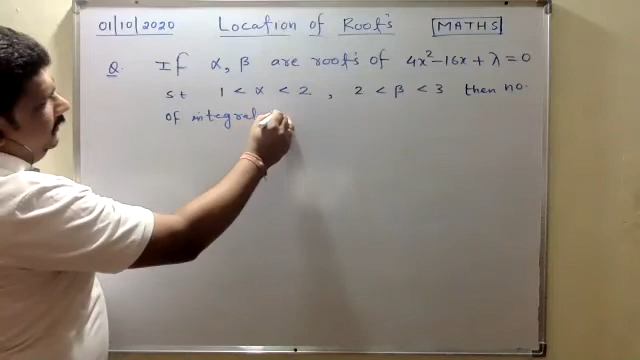 01/10/2020 Location of Roots MATHS
Q. If α, β are roots of 4x²-16x+λ=0
st 1 < α < 2 , 2 < β < 3 then no.
of integral